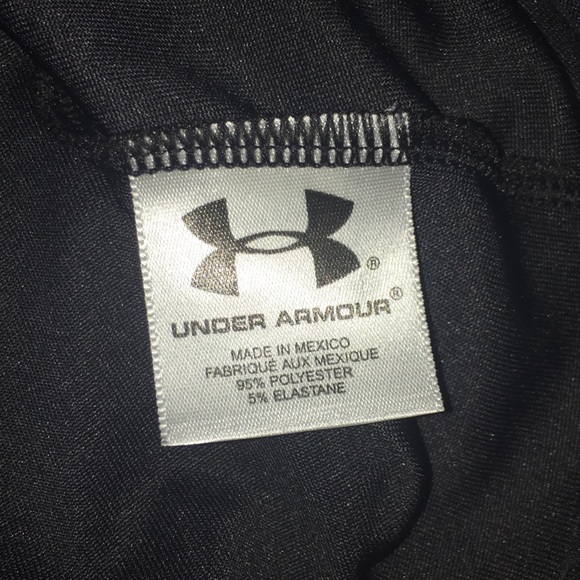 ®
UNDER ARMOUR®
MADE IN MEXICO
FABRIQUÉ AUX MEXIQUE
95% POLYESTER
5% ELASTANE